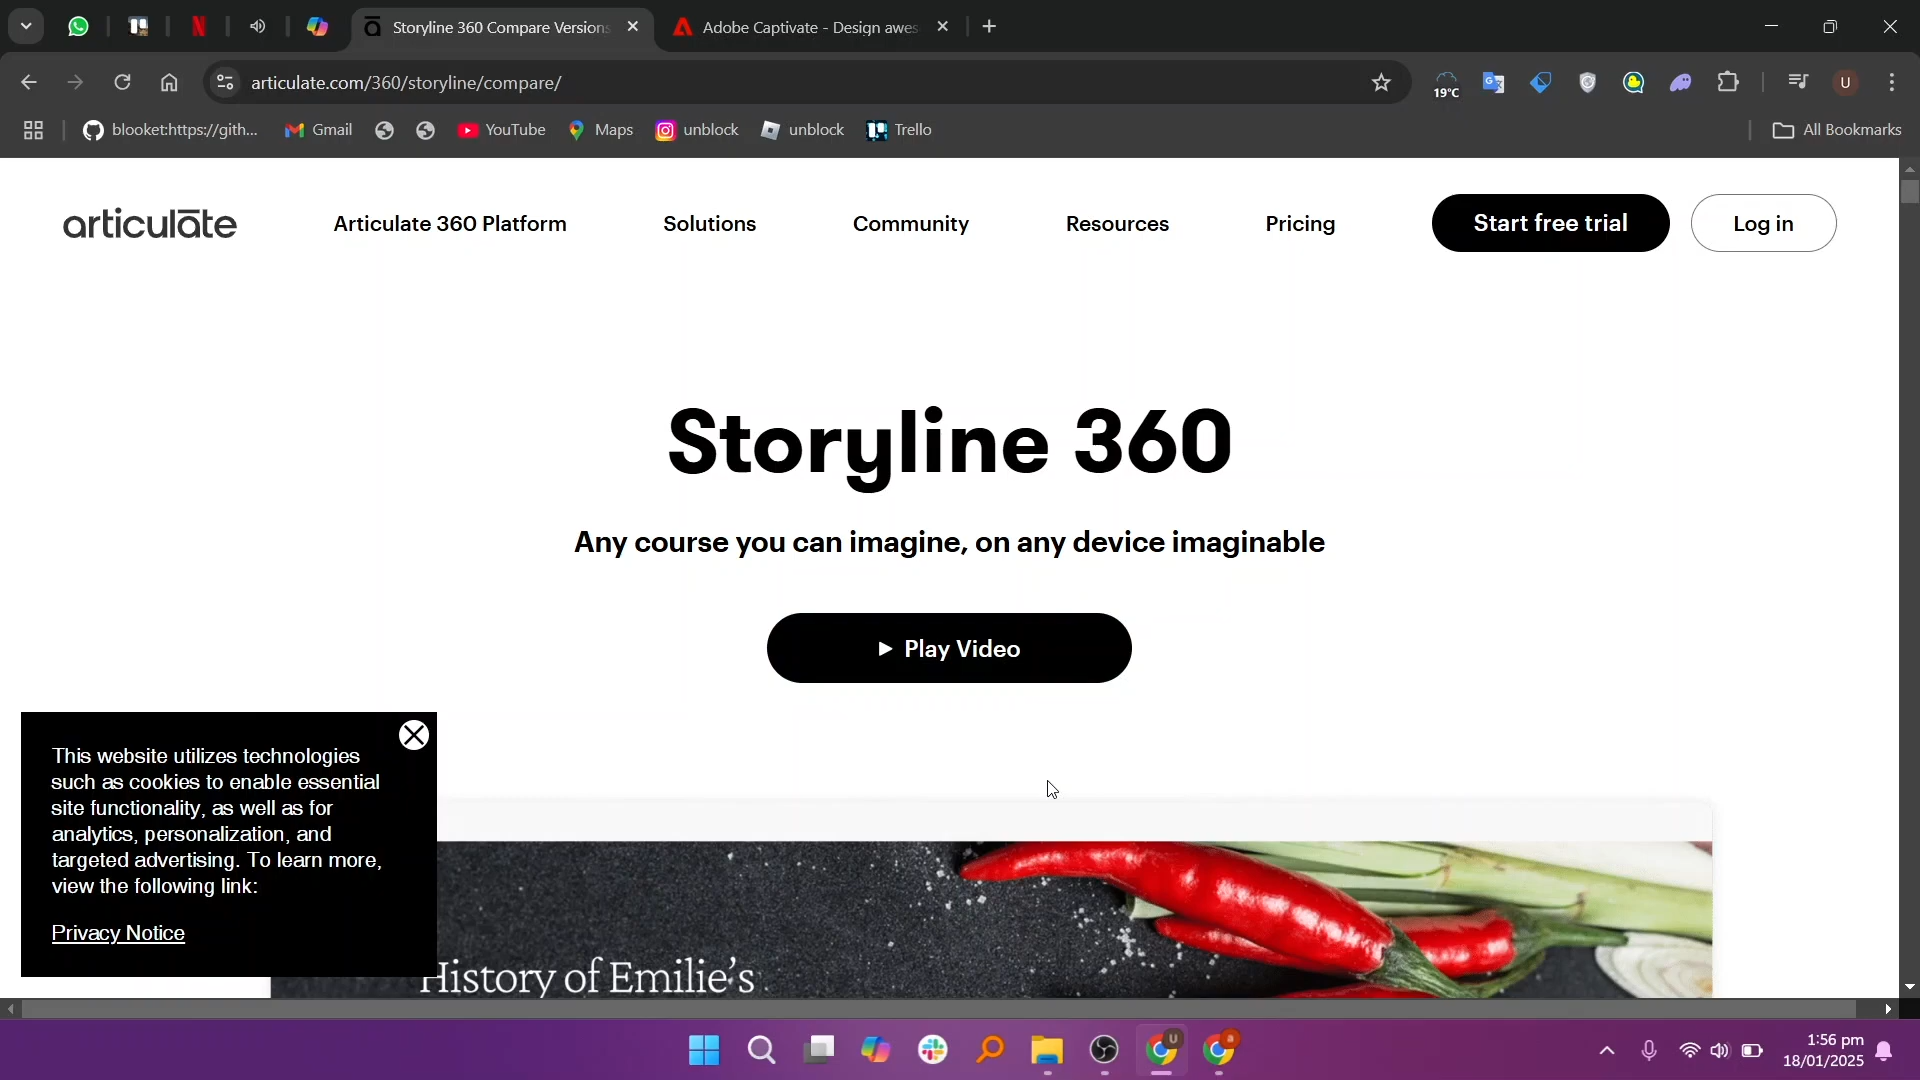 Storyline 360 Compare Versions
Adobe Captivate - Design awes
articulate.com/360/storyline/compare/
19°C
U
blooket:https://gith...
Gmail
YouTube
Maps
unblock
unblock
Trello
All Bookmarks
articulate
Articulate 360 Platform
Solutions
Community
Resources
Pricing
Start free trial
Log in
Storyline 360
Any course you can imagine, on any device imaginable
Play Video
This website utilizes technologies
such as cookies to enable essential
site functionality, as well as for
analytics, personalization, and
targeted advertising. To learn more,
view the following link:
Privacy Notice
History of Emilie's
U
a
1:56 pm
18/01/2025